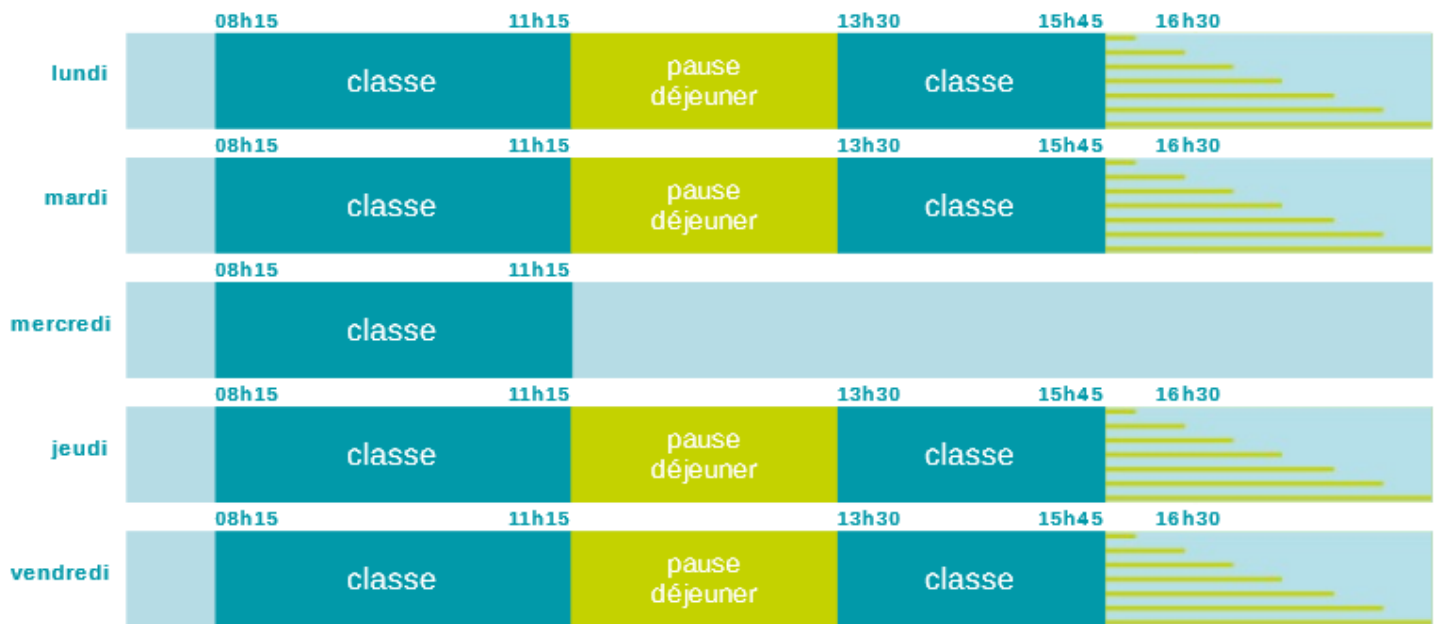 08h15 11h15 13h30 15h45 16h30
lundi classe pause déjeuner classe
08h15 11h15 13h30 15h45 16h30
mardi classe pause déjeuner classe
08h15 11h15
mercredi classe
08h15 11h15 13h30 15h45 16h30
jeudi classe pause déjeuner classe
08h15 11h15 13h30 15h45 16h30
vendredi classe pause déjeuner classe